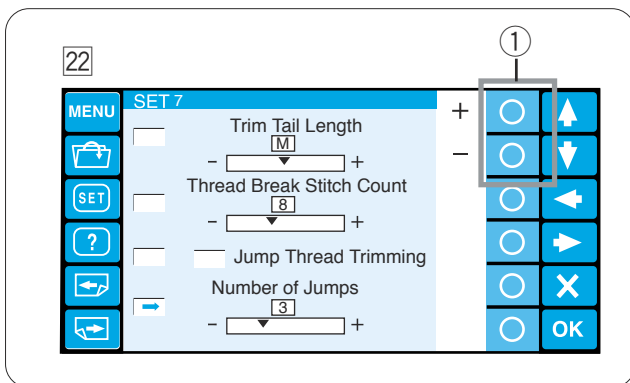 ①
22
SET 7
MENU
+
Trim Tail Length
M
- +
−
Thread Break Stitch Count
SET
8
- +
?
Jump Thread Trimming
Number of Jumps
3
- +
X
OK